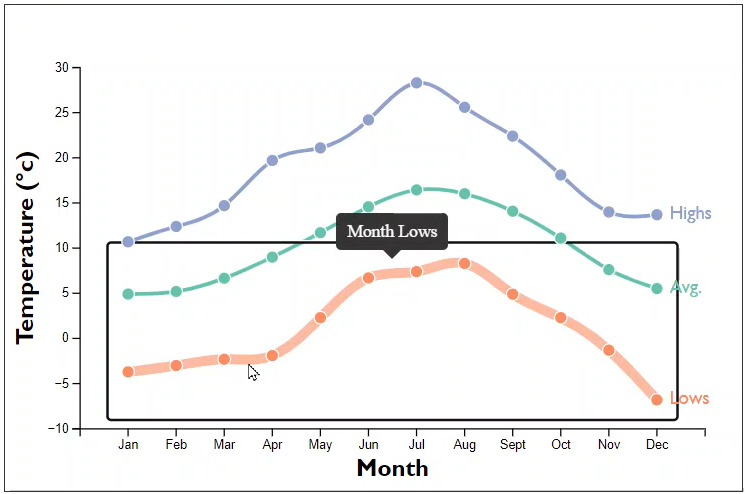 30
25
20
15
10
5
0
−5
−10
Temperature (°c)
Highs
Month Lows
Avg.
Lows
Jan Feb Mar Apr May Jun Jul Aug Sept Oct Nov Dec
Month